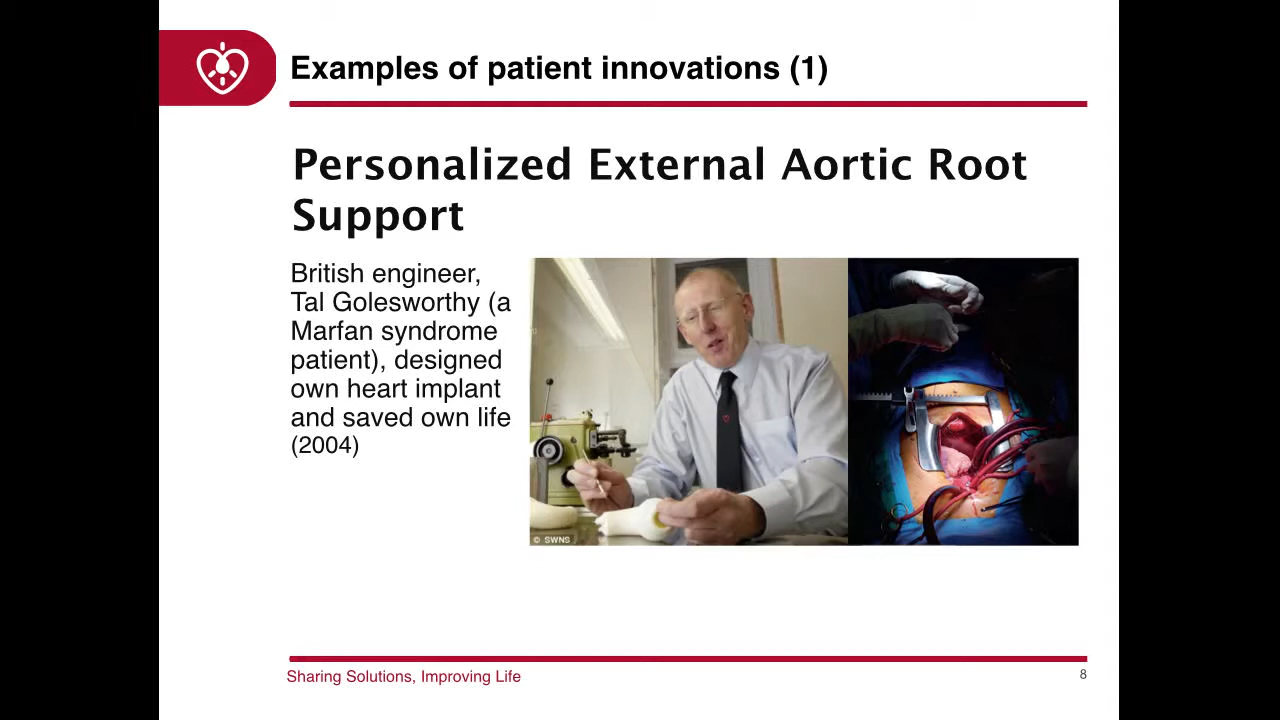 Examples of patient innovations (1)
Personalized External Aortic Root
Support
British engineer,
Tal Golesworthy (a
Marfan syndrome
patient), designed
own heart implant
and saved own life
(2004)
© SWNS
Sharing Solutions, Improving Life
8